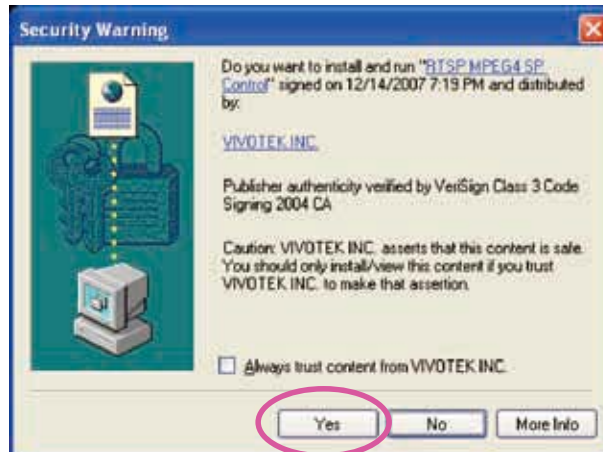 Security Warning
Do you want to install and run "RTSP MPEG4 SP
Control" signed on 12/14/2007 7:19 PM and distributed
by:
VIVOTEK INC.
Publisher authenticity verified by VeriSign Class 3 Code
Signing 2004 CA
Caution: VIVOTEK INC. asserts that this content is safe.
You should only install/view this content if you trust
VIVOTEK INC. to make that assertion.
Always trust content from VIVOTEK INC.
Yes No More Info